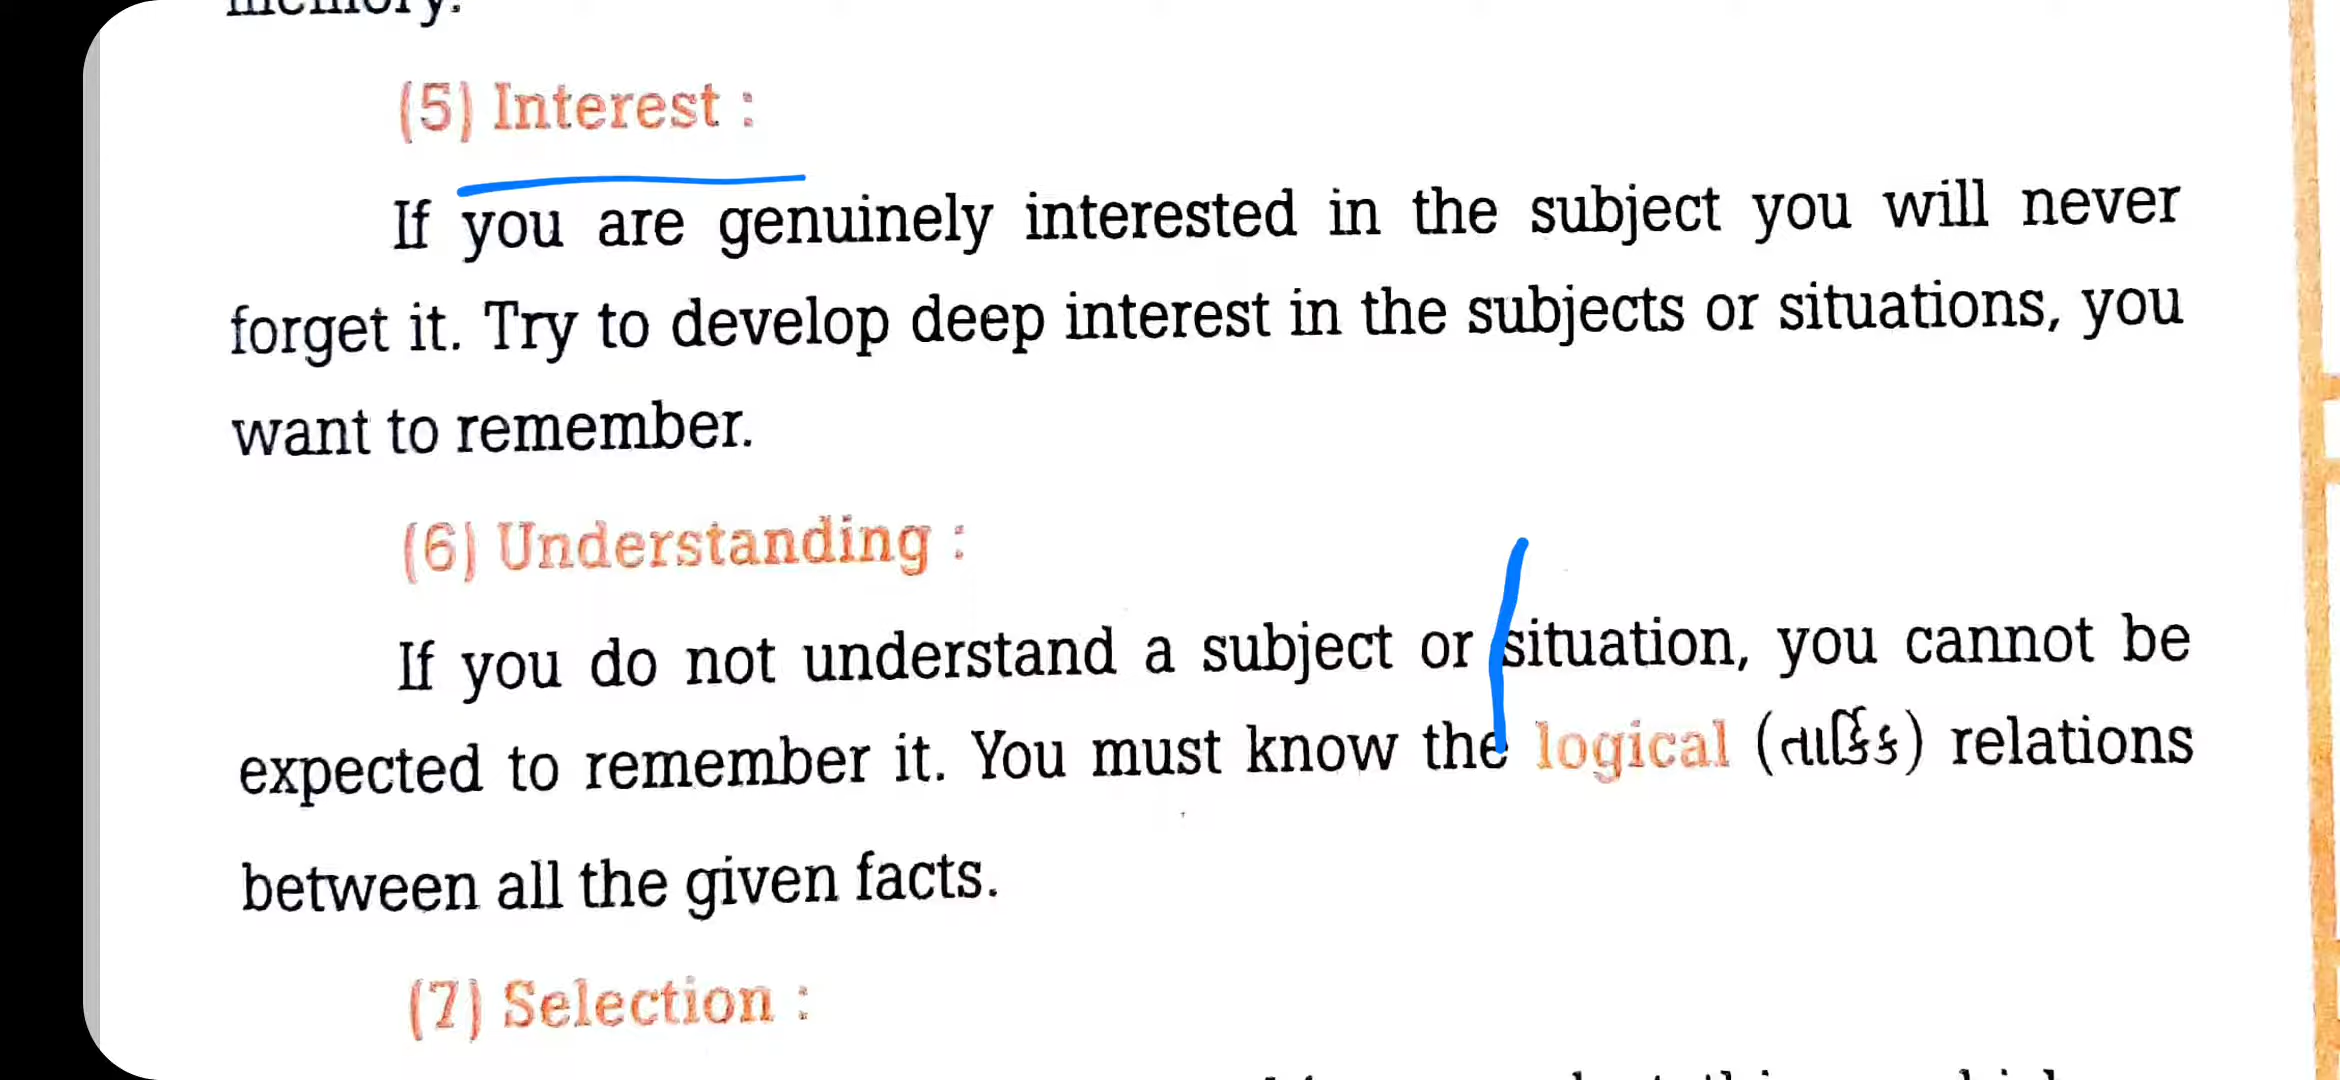 memory.
(5) Interest :
If you are genuinely interested in the subject you will never
forget it. Try to develop deep interest in the subjects or situations, you
want to remember.
(6) Understanding :
If you do not understand a subject or situation, you cannot be
expected to remember it. You must know the logical (તાર્કિક) relations
between all the given facts.
(7) Selection :